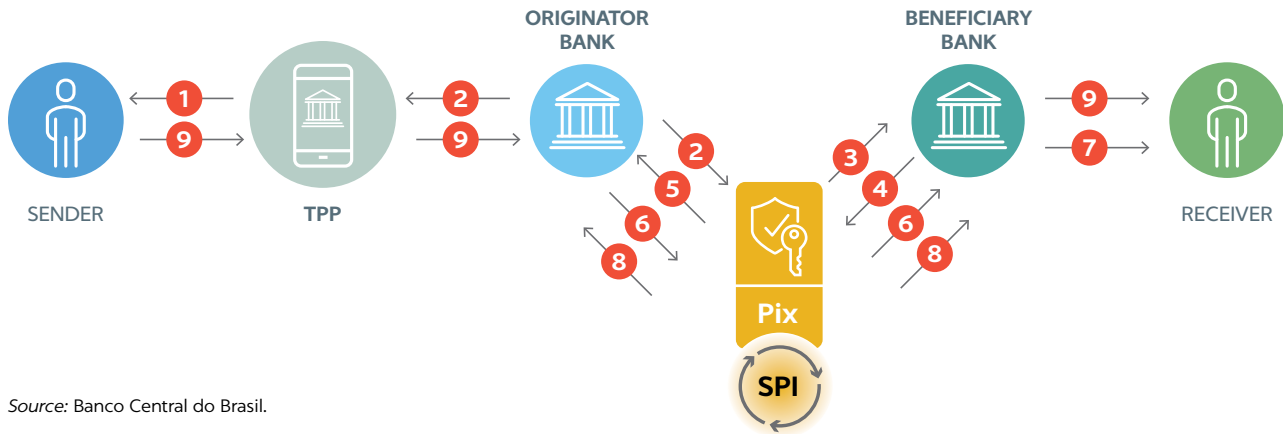 ORIGINATOR
BANK
BENEFICIARY
BANK
1
2
9
9
9
2
3
7
5
4
6
6
8
8
SENDER
TPP
RECEIVER
Pix
SPI
Source: Banco Central do Brasil.